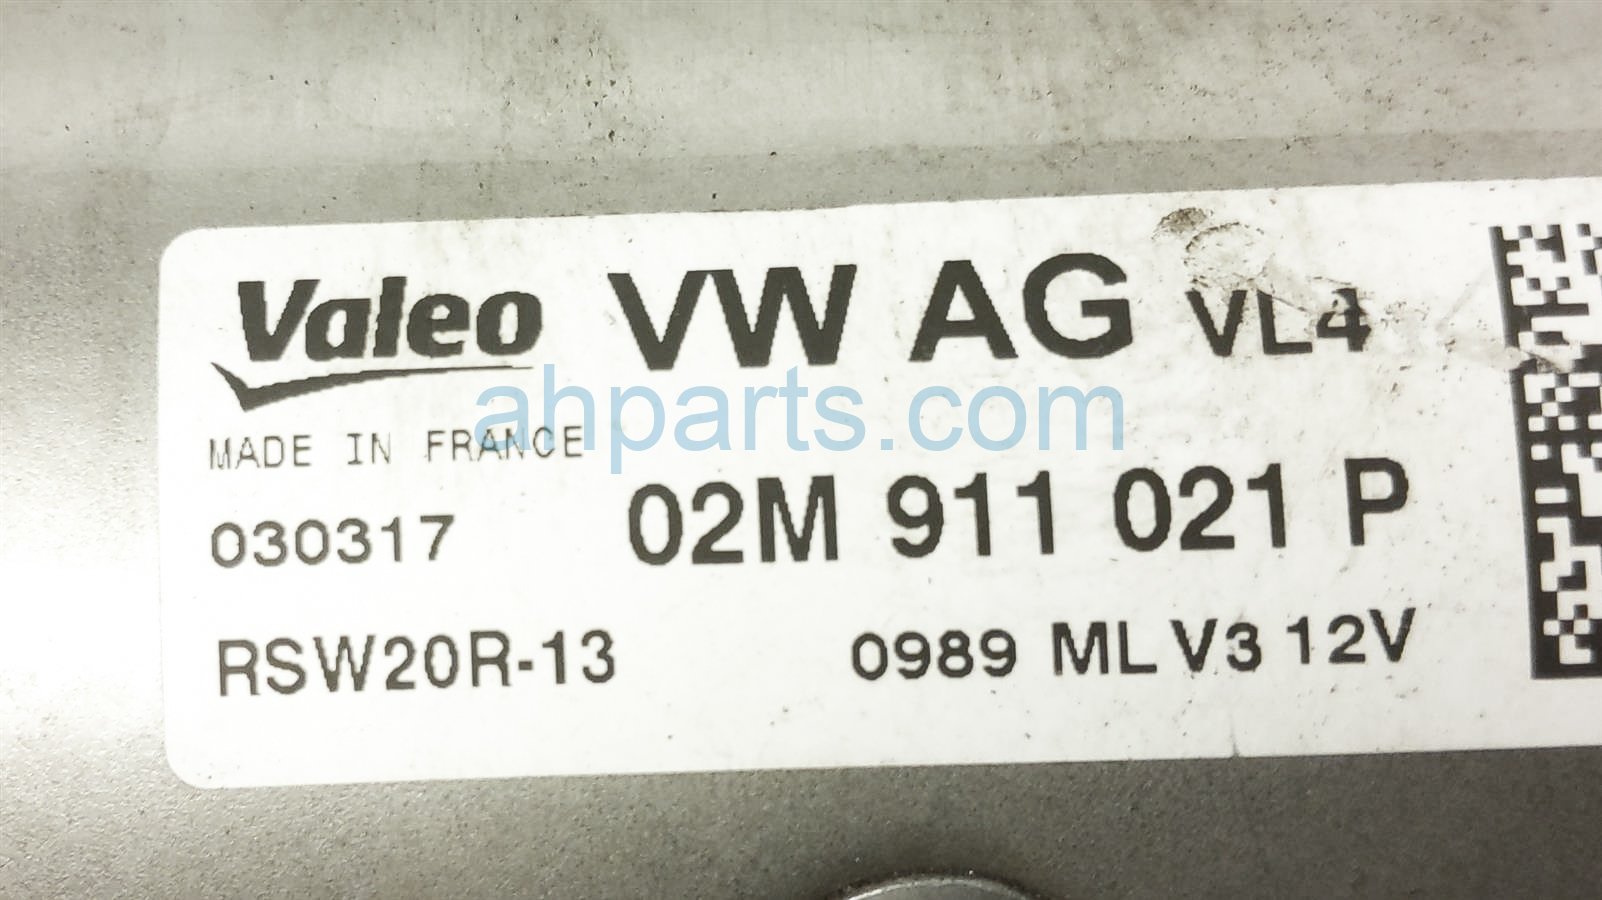 Valeo VW AG VL4
ahparts.com
MADE IN FRANCE
030317 02M 911 021 P
RSW20R-13 0989 ML V3 12V